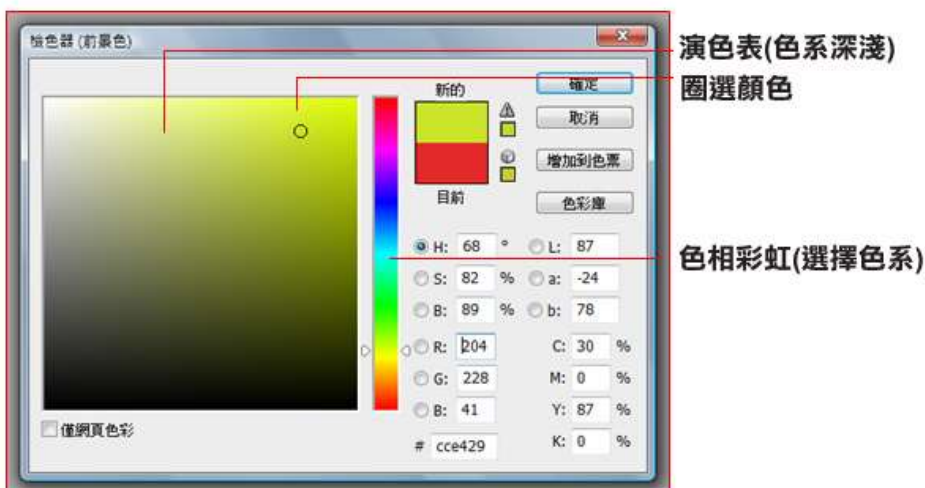 檢色器 (前景色)
演色表(色系深淺)
圈選顏色
新的
目前
確定
取消
增加到色票
色彩庫
色相彩虹(選擇色系)
H: 68 °
L: 87
S: 82 %
a: -24
B: 89 %
b: 78
R: 204
C: 30 %
G: 228
M: 0 %
B: 41
Y: 87 %
# cce429
K: 0 %
僅網頁色彩